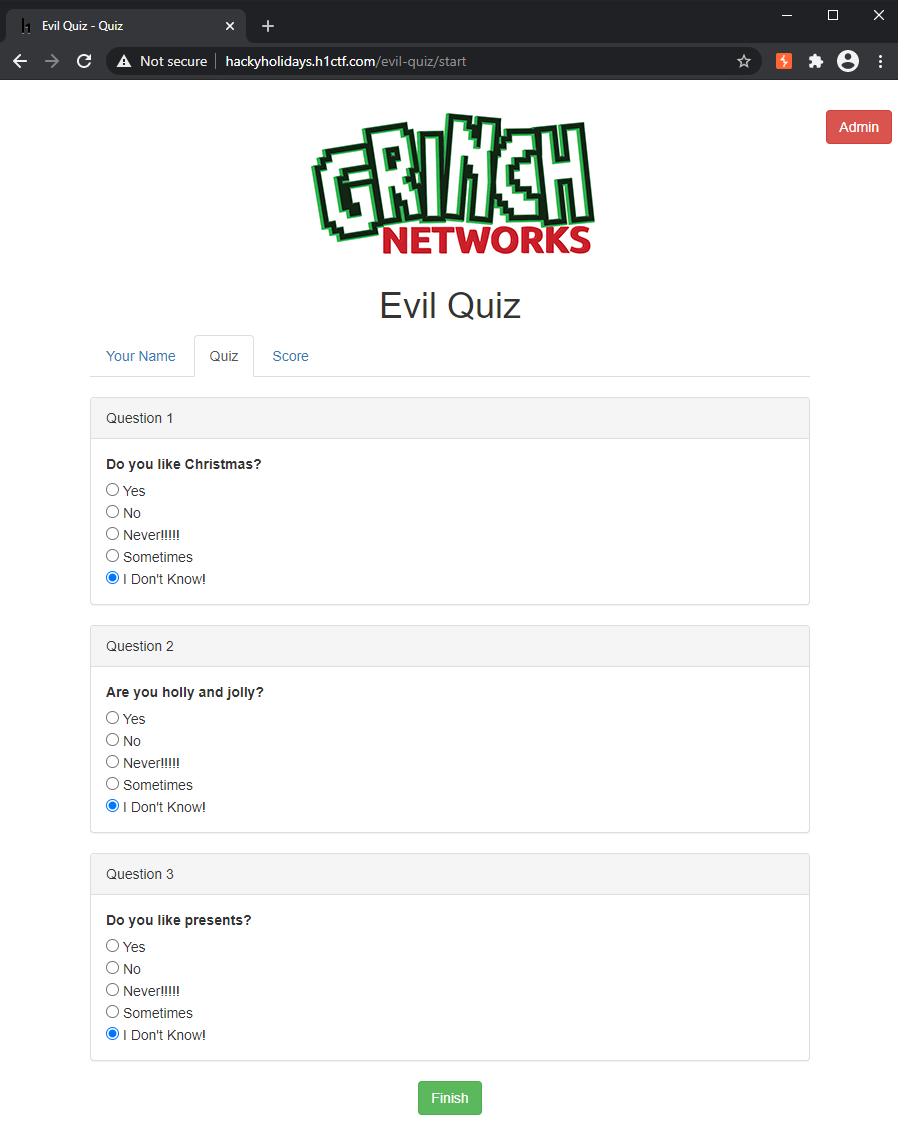 Evil Quiz - Quiz
Not secure hackyholidays.h1ctf.com/evil-quiz/start
Admin
GRINCH
NETWORKS
Evil Quiz
Your Name Quiz Score
Question 1
Do you like Christmas?
Yes
No
Never!!!!!
Sometimes
I Don't Know!
Question 2
Are you holly and jolly?
Yes
No
Never!!!!!
Sometimes
I Don't Know!
Question 3
Do you like presents?
Yes
No
Never!!!!!
Sometimes
I Don't Know!
Finish